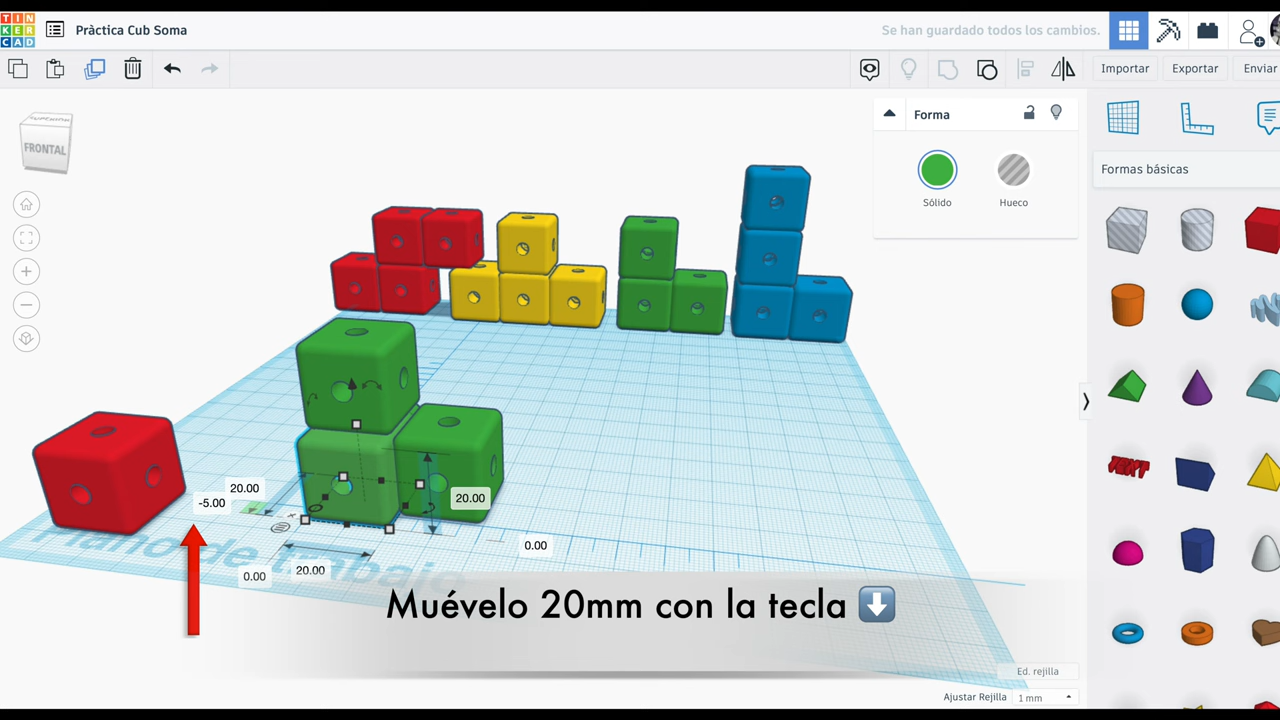 TIN
KER
CAD
Pràctica Cub Soma
Se han guardado todos los cambios.
Importar
Exportar
Enviar
FRONTAL
Forma
Sólido
Hueco
Formas básicas
TEXT
20.00
-5.00
20.00
0.00
0.00
20.00
Plano de trabajo
Muévelo 20mm con la tecla ⬇️
Ed. rejilla
Ajustar Rejilla
1 mm